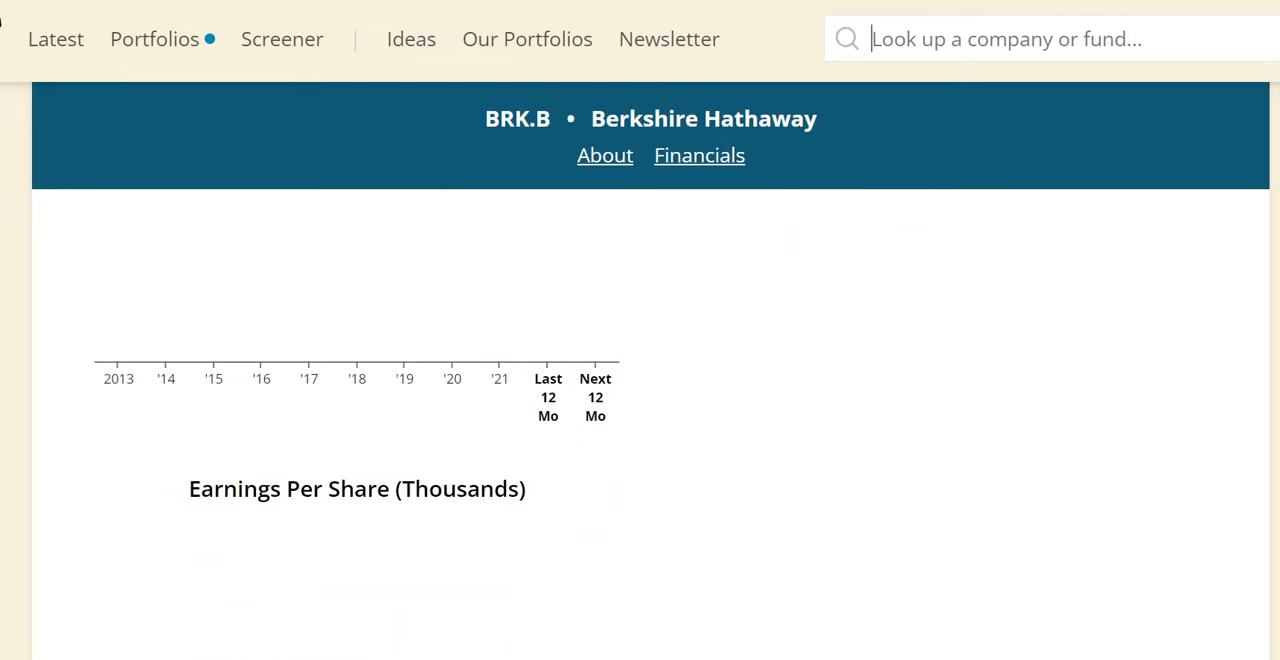 Latest Portfolios Screener | Ideas Our Portfolios Newsletter Look up a company or fund...
BRK.B • Berkshire Hathaway
About Financials
2013 '14 '15 '16 '17 '18 '19 '20 '21 Last Next
12 12
Mo Mo
Earnings Per Share (Thousands)